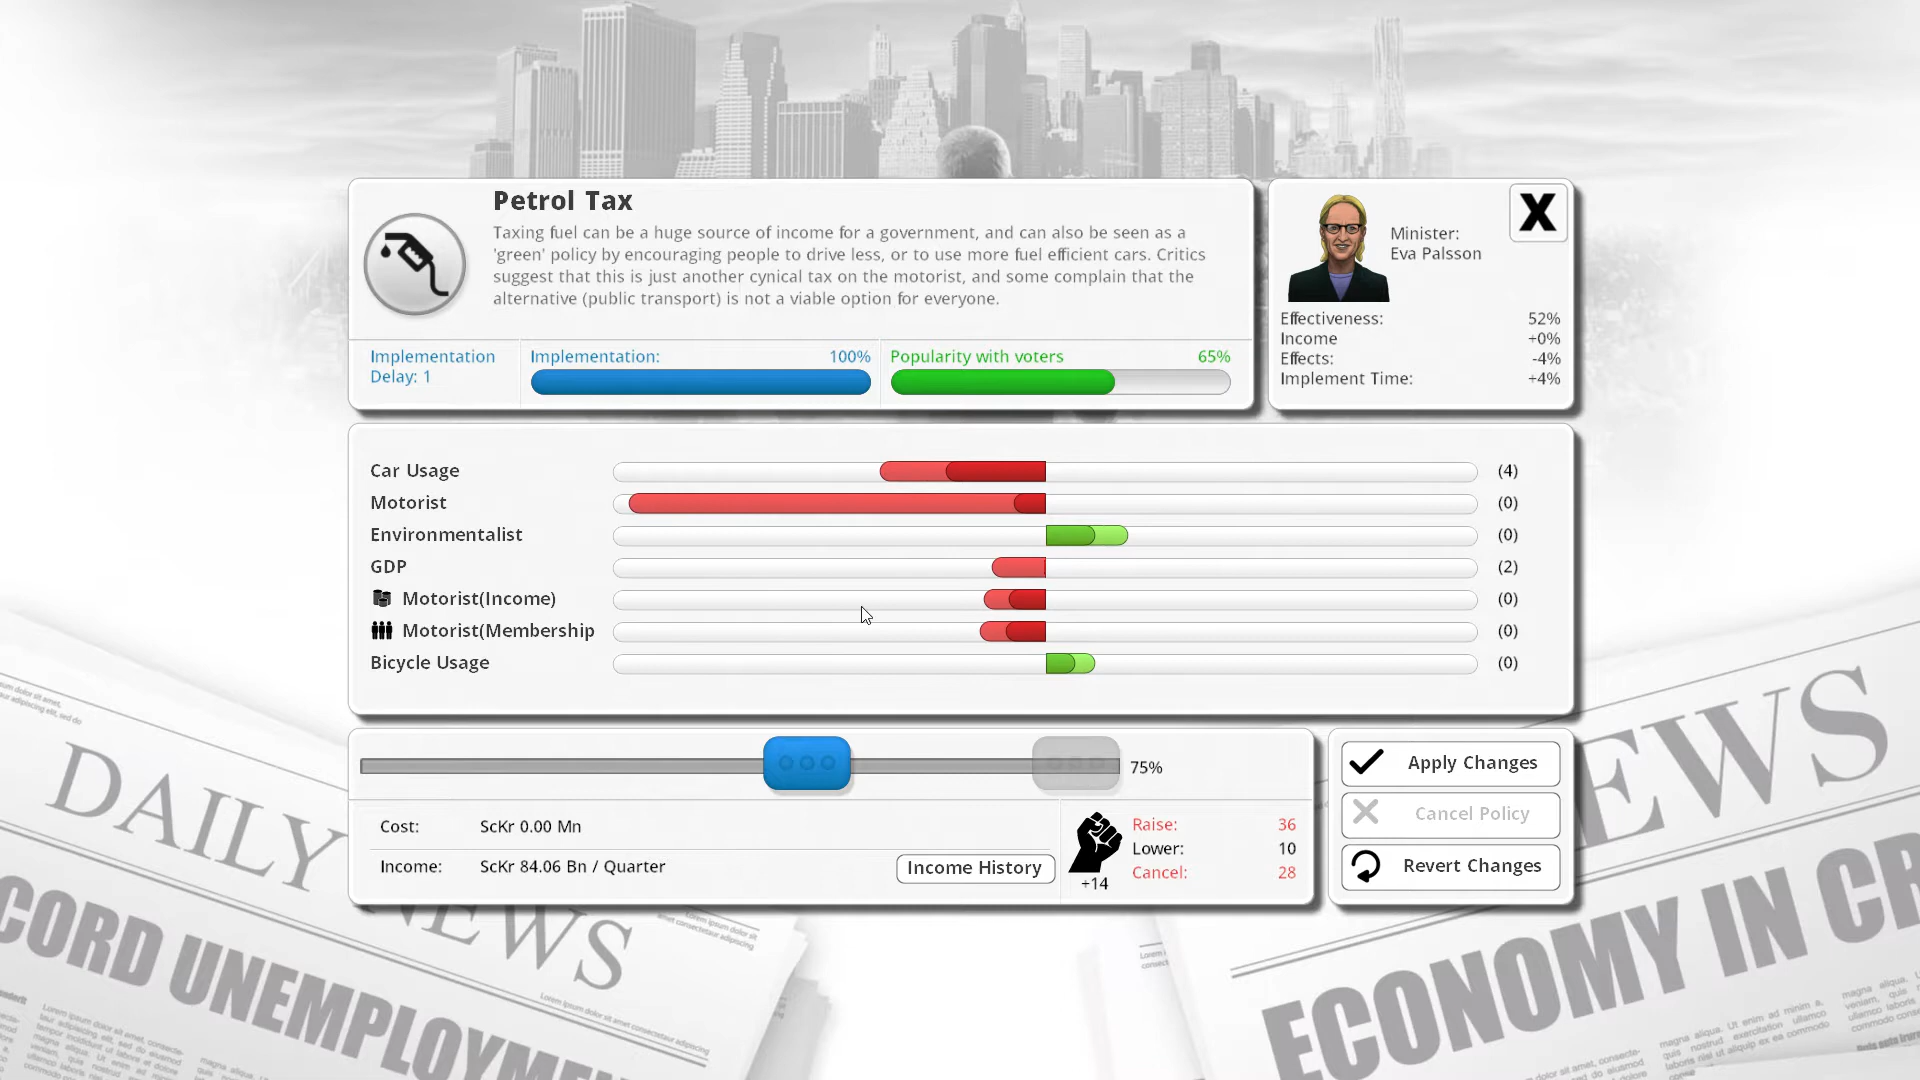 Petrol Tax
Taxing fuel can be a huge source of income for a government, and can also be seen as a
'green' policy by encouraging people to drive less, or to use more fuel efficient cars. Critics
suggest that this is just another cynical tax on the motorist, and some complain that the
alternative (public transport) is not a viable option for everyone.
Implementation
Delay: 1
Implementation: 100%
Popularity with voters 65%
X
Minister:
Eva Palsson
Effectiveness: 52%
Income +0%
Effects: -4%
Implement Time: +4%
Car Usage (4)
Motorist (0)
Environmentalist (0)
GDP (2)
Motorist(Income) (0)
Motorist(Membership (0)
Bicycle Usage (0)
75%
Cost: ScKr 0.00 Mn
Income: ScKr 84.06 Bn / Quarter
Income History
+14
Raise: 36
Lower: 10
Cancel: 28
Apply Changes
Cancel Policy
Revert Changes
DAILY NEWS
CORD UNEMPLOYME
EWS
ECONOMY IN CR